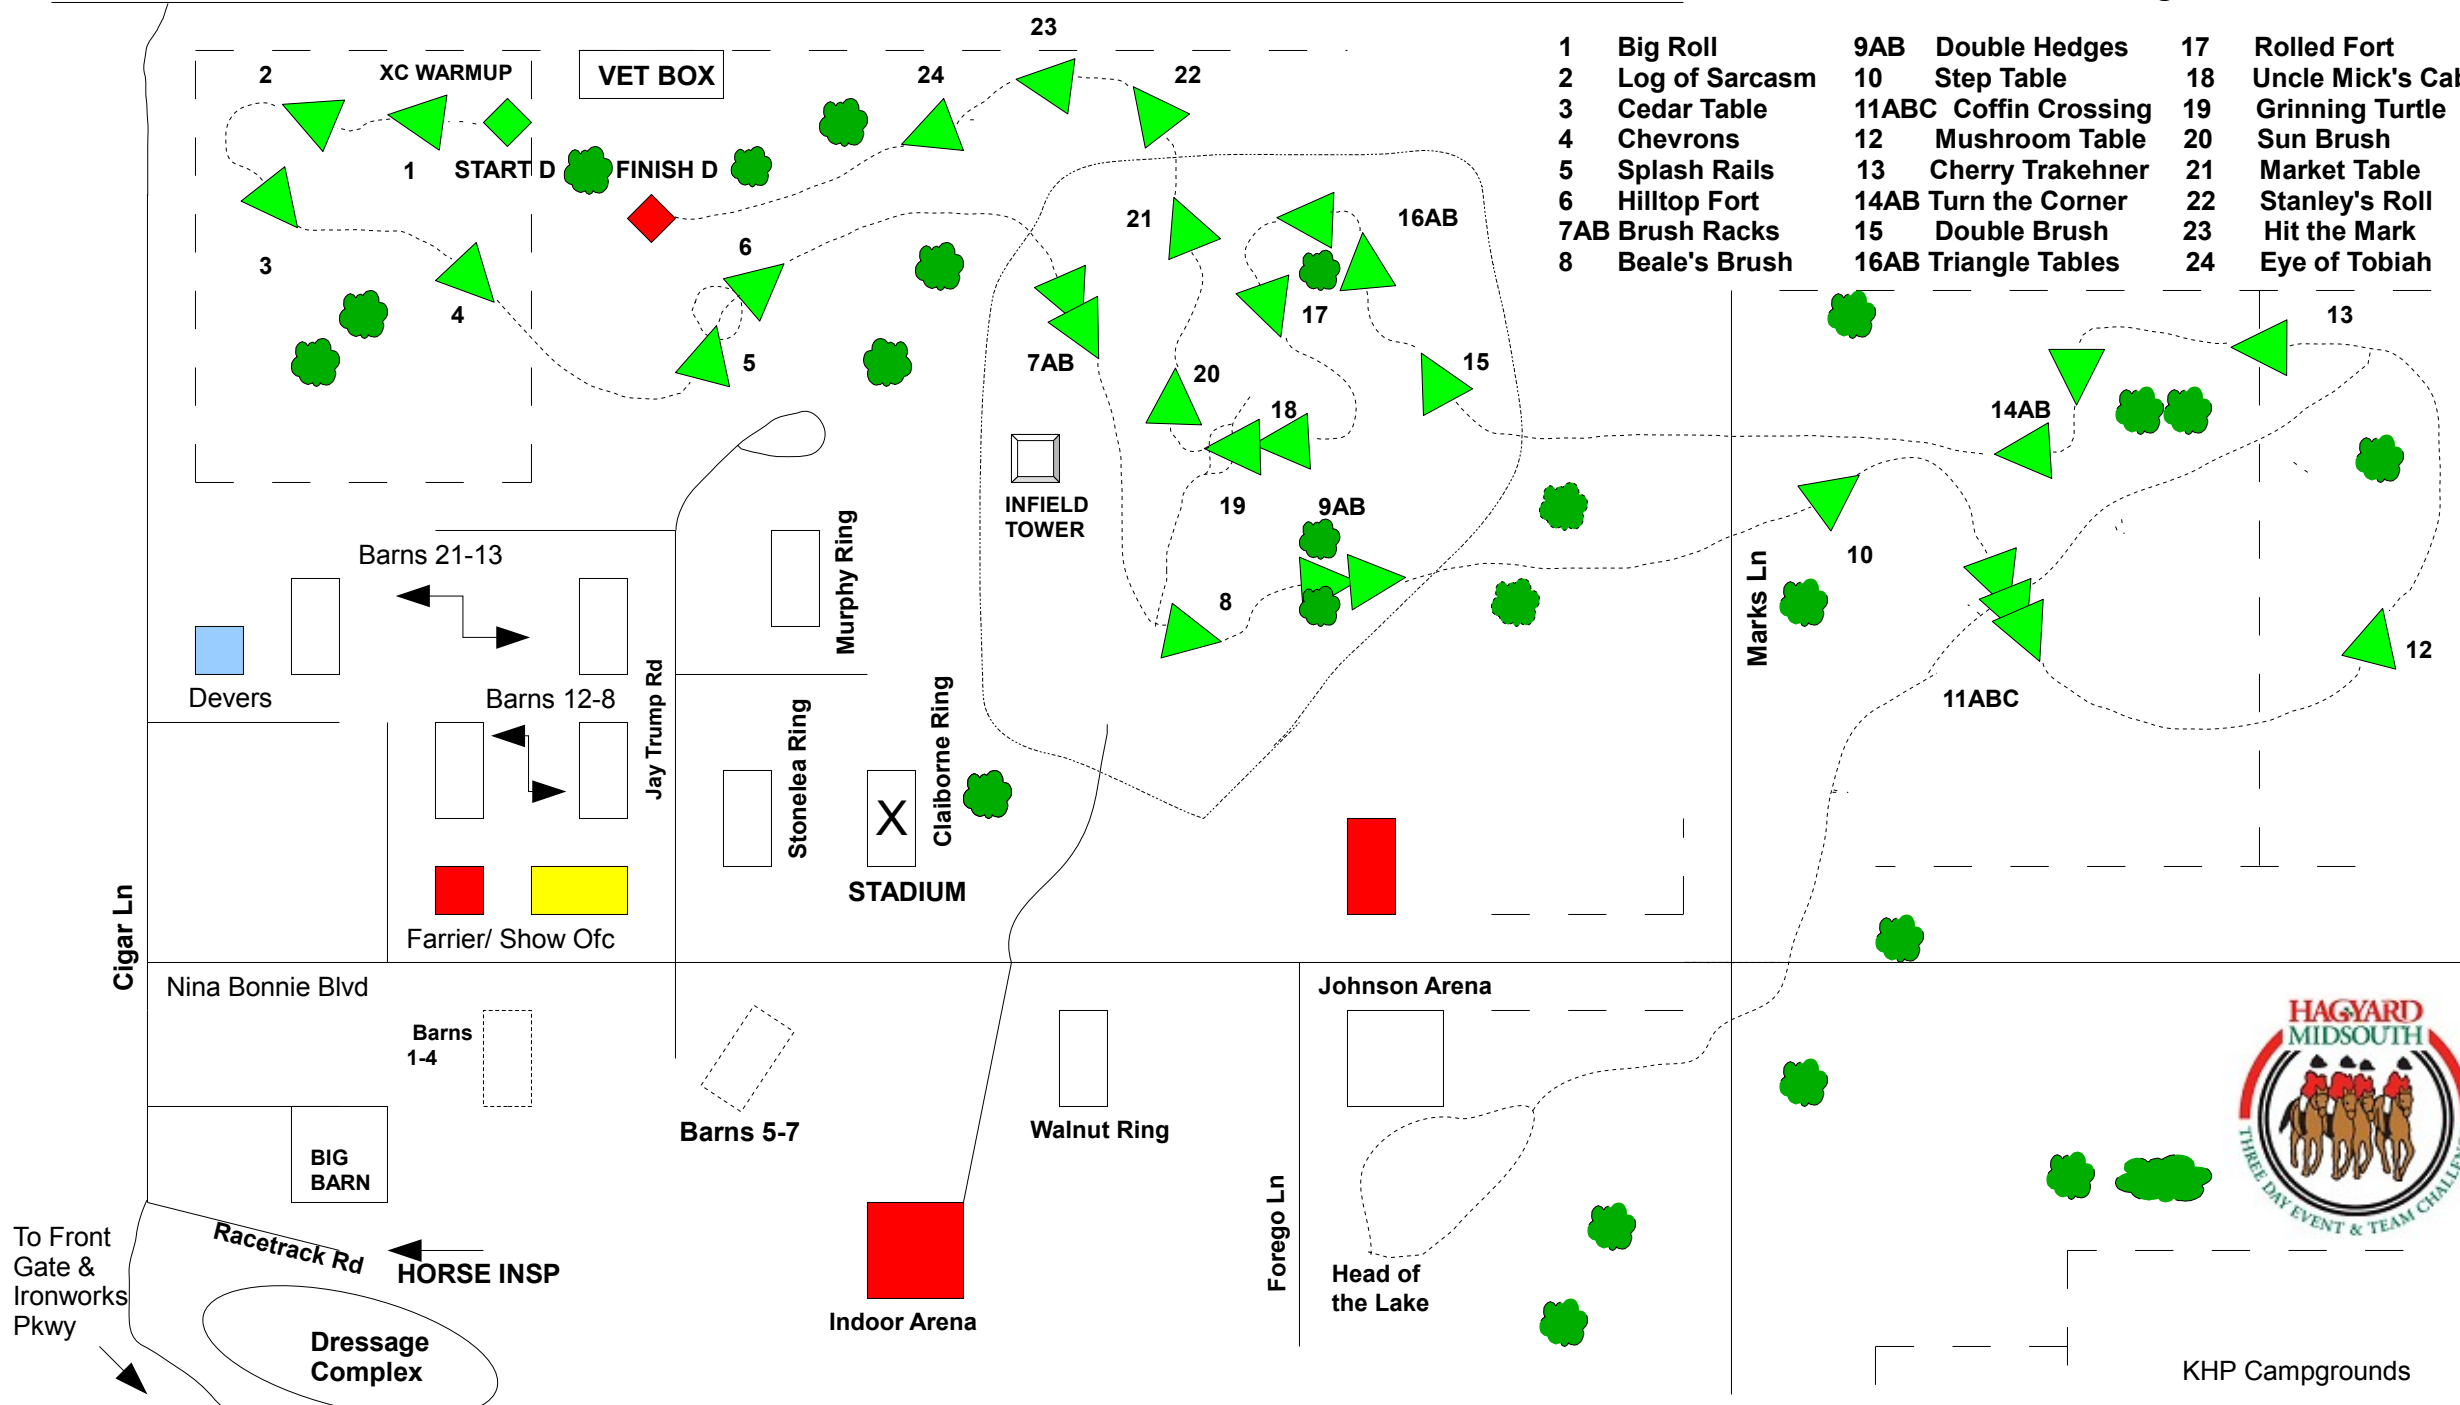 23
1 Big Roll 9AB Double Hedges 17 Rolled Fort
2 Log of Sarcasm 10 Step Table 18 Uncle Mick's
3 Cedar Table 11ABC Coffin Crossing 19 Grinning Turtle
4 Chevrons 12 Mushroom Table 20 Sun Brush
5 Splash Rails 13 Cherry Trakehner 21 Market Table
6 Hilltop Fort 14AB Turn the Corner 22 Stanley's Roll
7AB Brush Racks 15 Double Brush 23 Hit the Mark
8 Beale's Brush 16AB Triangle Tables 24 Eye of Tobiah
2
XC WARMUP
VET BOX
24
22
1
START D
FINISH D
21
16AB
6
3
4
17
13
5
7AB
20
15
18
14AB
INFIELD
TOWER
19
9AB
Murphy Ring
Barns 21-13
10
Marks Ln
8
12
Devers
Barns 12-8
Jay Trump Rd
Stonelea Ring
Claiborne Ring
11ABC
X
STADIUM
Cigar Ln
Farrier/ Show Ofc
Nina Bonnie Blvd
Johnson Arena
Barns
1-4
HAGYARD
MIDSOUTH
THREE DAY EVENT & TEAM
Barns 5-7
Walnut Ring
BIG
BARN
Forego Ln
To Front
Gate &
Ironworks
Pkwy
Racetrack Rd
HORSE INSP
Head of
the Lake
Indoor Arena
Dressage
Complex
KHP Campgrounds